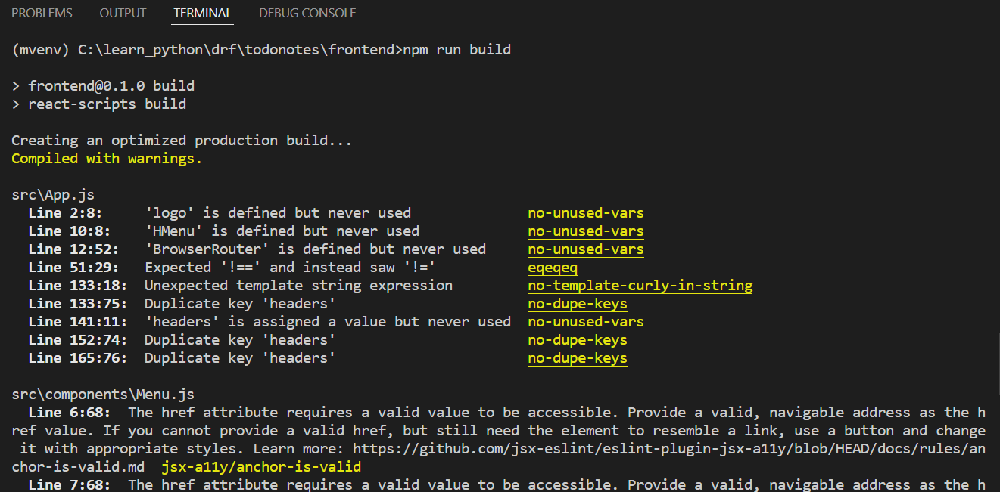 PROBLEMS OUTPUT TERMINAL DEBUG CONSOLE
(mvenv) C:\learn_python\drf\todonotes\frontend>npm run build
> frontend@0.1.0 build
> react-scripts build
Creating an optimized production build...
Compiled with warnings.
src\App.js
Line 2:8: 'logo' is defined but never used no-unused-vars
Line 10:8: 'HMenu' is defined but never used no-unused-vars
Line 12:52: 'BrowserRouter' is defined but never used no-unused-vars
Line 51:29: Expected '!==' and instead saw '!=' eqeqeq
Line 133:18: Unexpected template string expression no-template-curly-in-string
Line 133:75: Duplicate key 'headers' no-dupe-keys
Line 141:11: 'headers' is assigned a value but never used no-unused-vars
Line 152:74: Duplicate key 'headers' no-dupe-keys
Line 165:76: Duplicate key 'headers' no-dupe-keys
src\components\Menu.js
Line 6:68: The href attribute requires a valid value to be accessible. Provide a valid, navigable address as the h
ref value. If you cannot provide a valid href, but still need the element to resemble a link, use a button and change
it with appropriate styles. Learn more: https://github.com/jsx-eslint/eslint-plugin-jsx-a11y/blob/HEAD/docs/rules/an
chor-is-valid.md jsx-a11y/anchor-is-valid
Line 7:68: The href attribute requires a valid value to be accessible. Provide a valid, navigable address as the h